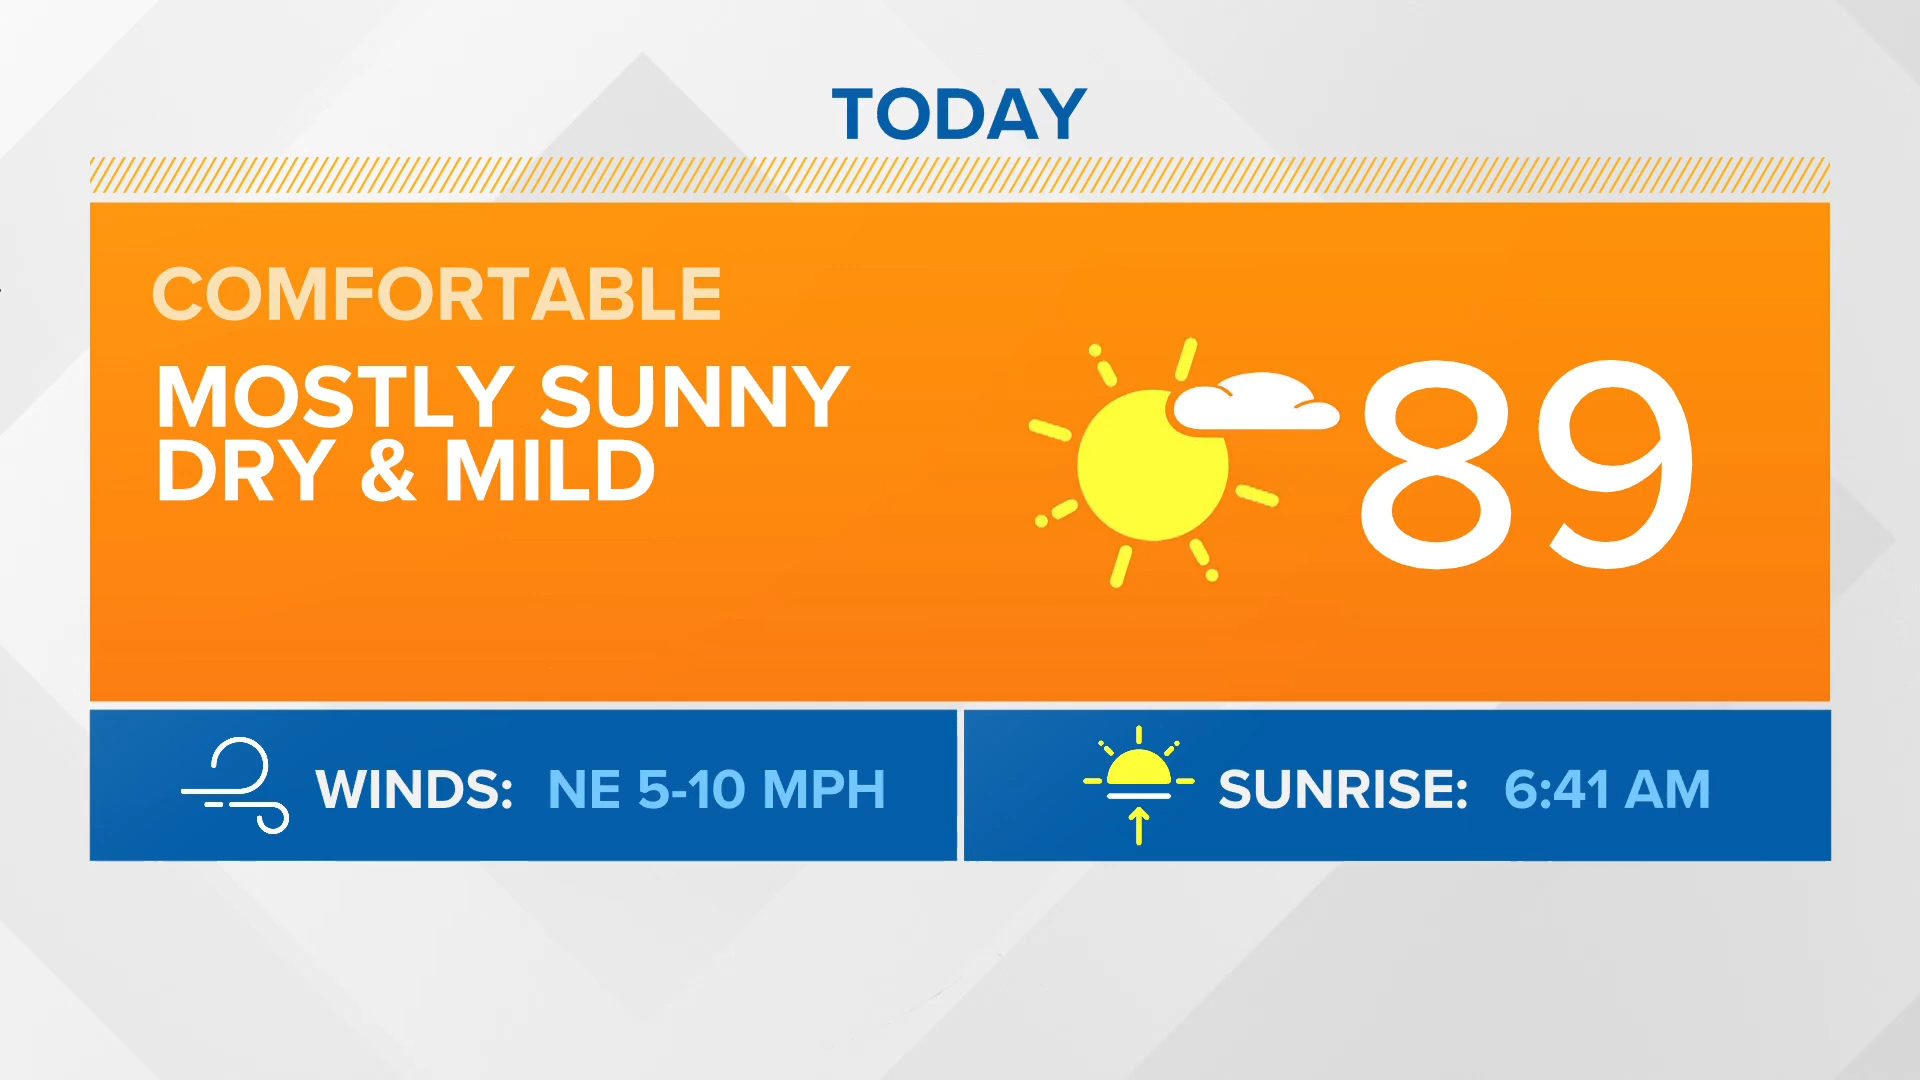 TODAY
COMFORTABLE
MOSTLY SUNNY
DRY & MILD
89
WINDS: NE 5-10 MPH
SUNRISE: 6:41 AM